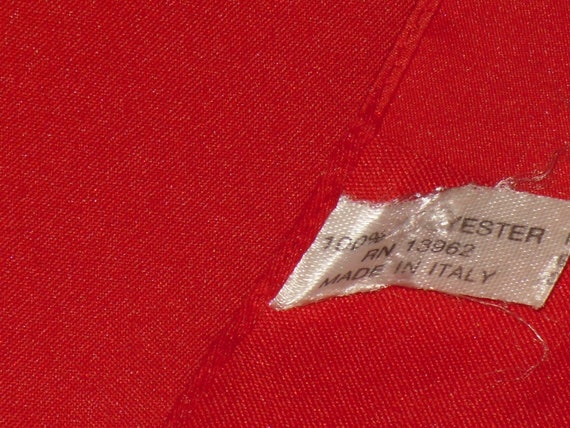 100% YESTER
RN 13962
MADE IN ITALY